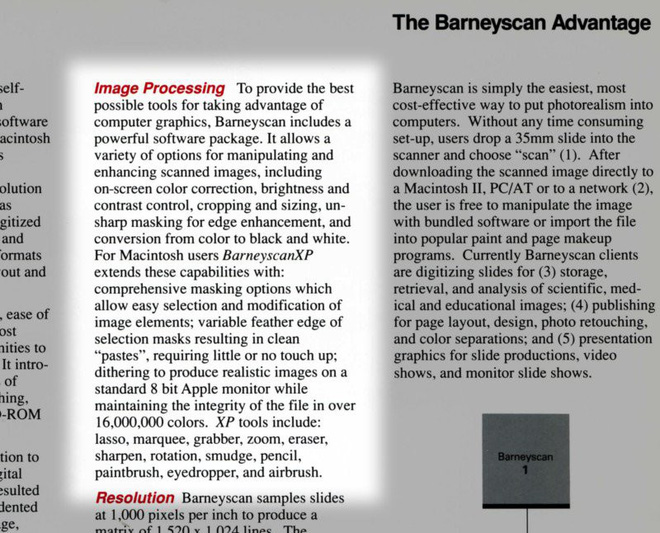 The Barneyscan Advantage
self-
software
acintosh
s
olution
as
gitized
and
ormats
out and
, ease of
ost
nities to
It intro-
of
hing,
-ROM
tion to
gital
esulted
dented
ge,
Image Processing To provide the best
possible tools for taking advantage of
computer graphics, Barneyscan includes a
powerful software package. It allows a
variety of options for manipulating and
enhancing scanned images, including
on-screen color correction, brightness and
contrast control, cropping and sizing, un-
sharp masking for edge enhancement, and
conversion from color to black and white.
For Macintosh users BarneyscanXP
extends these capabilities with:
comprehensive masking options which
allow easy selection and modification of
image elements; variable feather edge of
selection masks resulting in clean
“pastes”, requiring little or no touch up;
dithering to produce realistic images on a
standard 8 bit Apple monitor while
maintaining the integrity of the file in over
16,000,000 colors. XP tools include:
lasso, marquee, grabber, zoom, eraser,
sharpen, rotation, smudge, pencil,
paintbrush, eyedropper, and airbrush.
Resolution Barneyscan samples slides
at 1,000 pixels per inch to produce a
matrix of 1,520 x 1,024 lines. The
Barneyscan is simply the easiest, most
cost-effective way to put photorealism into
computers. Without any time consuming
set-up, users drop a 35mm slide into the
scanner and choose “scan” (1). After
downloading the scanned image directly to
a Macintosh II, PC/AT or to a network (2),
the user is free to manipulate the image
with bundled software or import the file
into popular paint and page makeup
programs. Currently Barneyscan clients
are digitizing slides for (3) storage,
retrieval, and analysis of scientific, med-
ical and educational images; (4) publishing
for page layout, design, photo retouching,
and color separations; and (5) presentation
graphics for slide productions, video
shows, and monitor slide shows.
Barneyscan
1